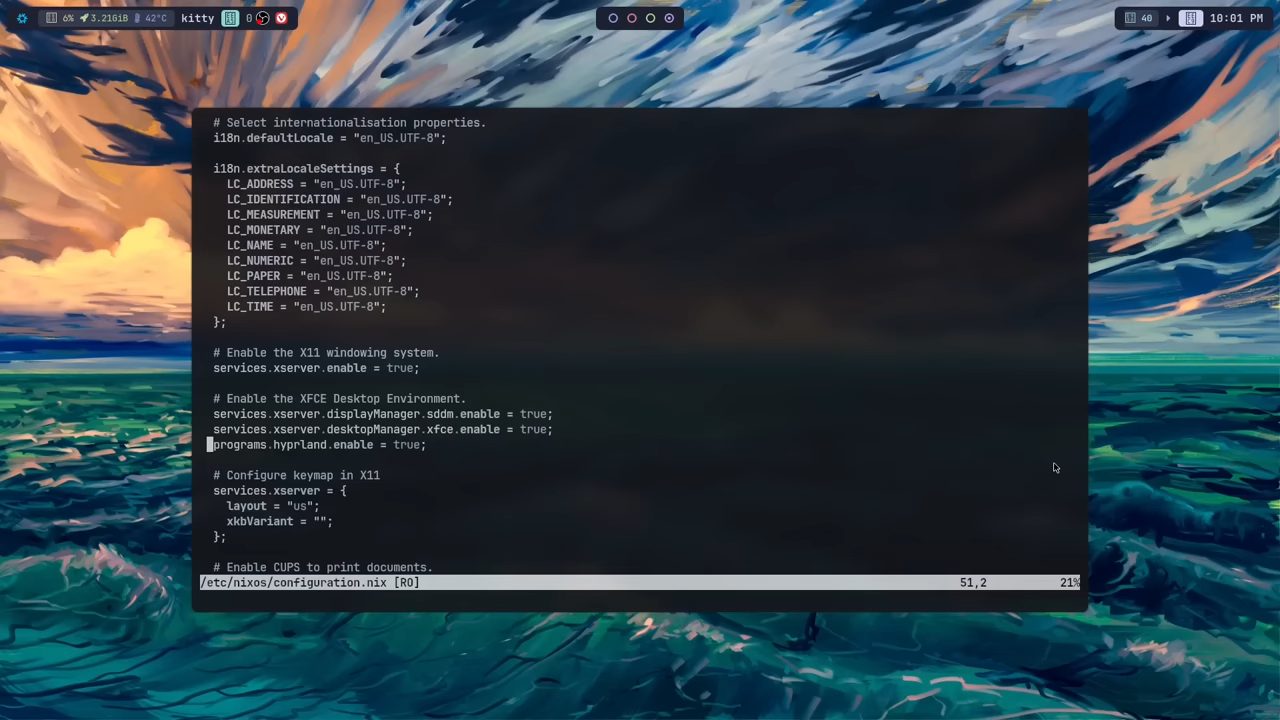 6% 3.21GiB 42°C kitty 0
40 10:01 PM
# Select internationalisation properties.
i18n.defaultLocale = "en_US.UTF-8";
i18n.extraLocaleSettings = {
LC_ADDRESS = "en_US.UTF-8";
LC_IDENTIFICATION = "en_US.UTF-8";
LC_MEASUREMENT = "en_US.UTF-8";
LC_MONETARY = "en_US.UTF-8";
LC_NAME = "en_US.UTF-8";
LC_NUMERIC = "en_US.UTF-8";
LC_PAPER = "en_US.UTF-8";
LC_TELEPHONE = "en_US.UTF-8";
LC_TIME = "en_US.UTF-8";
};
# Enable the X11 windowing system.
services.xserver.enable = true;
# Enable the XFCE Desktop Environment.
services.xserver.displayManager.sddm.enable = true;
services.xserver.desktopManager.xfce.enable = true;
programs.hyprland.enable = true;
# Configure keymap in X11
services.xserver = {
layout = "us";
xkbVariant = "";
};
# Enable CUPS to print documents.
/etc/nixos/configuration.nix [RO] 51,2 21%